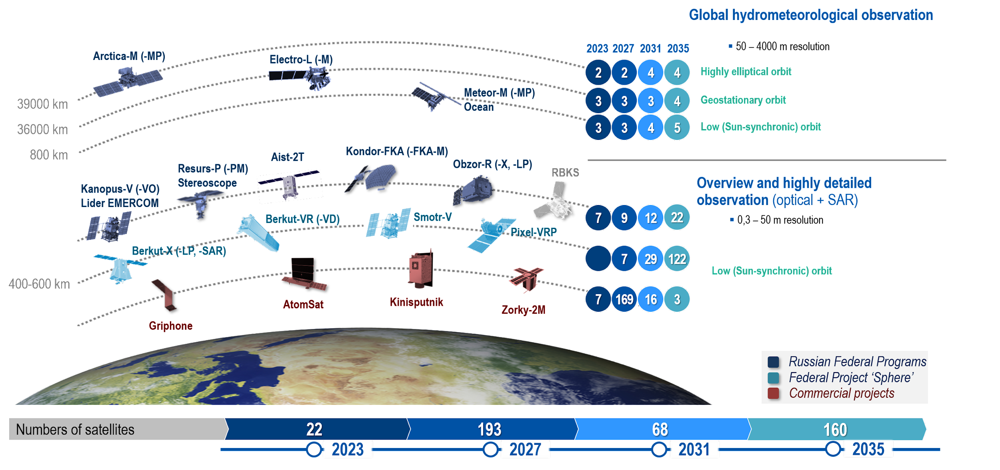 Global hydrometeorological observation
50 – 4000 m resolution
2023 2027 2031 2035
Arctica-M (-MP)
Electro-L (-M)
Meteor-M (-MP)
Ocean
39000 km
36000 km
800 km
2 2 4 4 Highly elliptical orbit
3 3 3 4 Geostationary orbit
3 3 4 5 Low (Sun-synchronic) orbit
Kanopus-V (-VO)
Lider EMERCOM
Resurs-P (-PM)
Stereoscope
Aist-2T
Kondor-FKA (-FKA-M)
Obzor-R (-X, -LP)
RBKS
Overview and highly detailed
observation (optical + SAR)
0,3 – 50 m resolution
7 9 12 22
Berkut-X (-LP, -SAR)
Berkut-VR (-VD)
Smotr-V
Pixel-VRP
7 29 122
Low (Sun-synchronic) orbit
400-600 km
Griphone
AtomSat
Kinisputnik
Zorky-2M
7 169 16 3
Russian Federal Programs
Federal Project ‘Sphere’
Commercial projects
Numbers of satellites
22 193 68 160
2023 2027 2031 2035